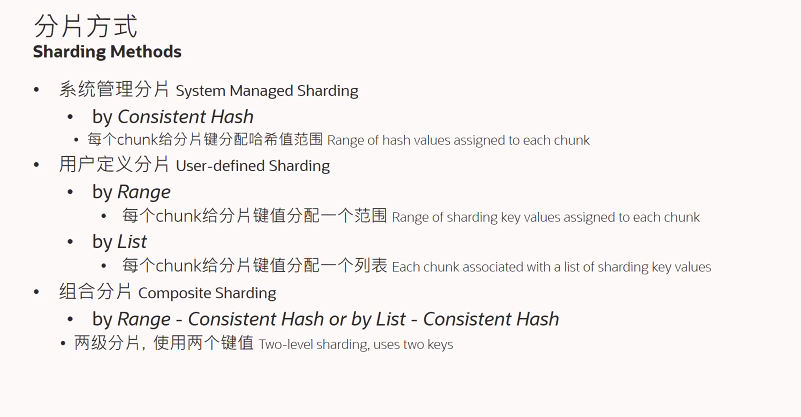 分片方式
Sharding Methods
• 系统管理分片 System Managed Sharding
• by Consistent Hash
• 每个chunk给分片键分配哈希值范围 Range of hash values assigned to each chunk
• 用户定义分片 User-defined Sharding
• by Range
• 每个chunk给分片键值分配一个范围 Range of sharding key values assigned to each chunk
• by List
• 每个chunk给分片键值分配一个列表 Each chunk associated with a list of sharding key values
• 组合分片 Composite Sharding
• by Range - Consistent Hash or by List - Consistent Hash
• 两级分片, 使用两个键值 Two-level sharding, uses two keys